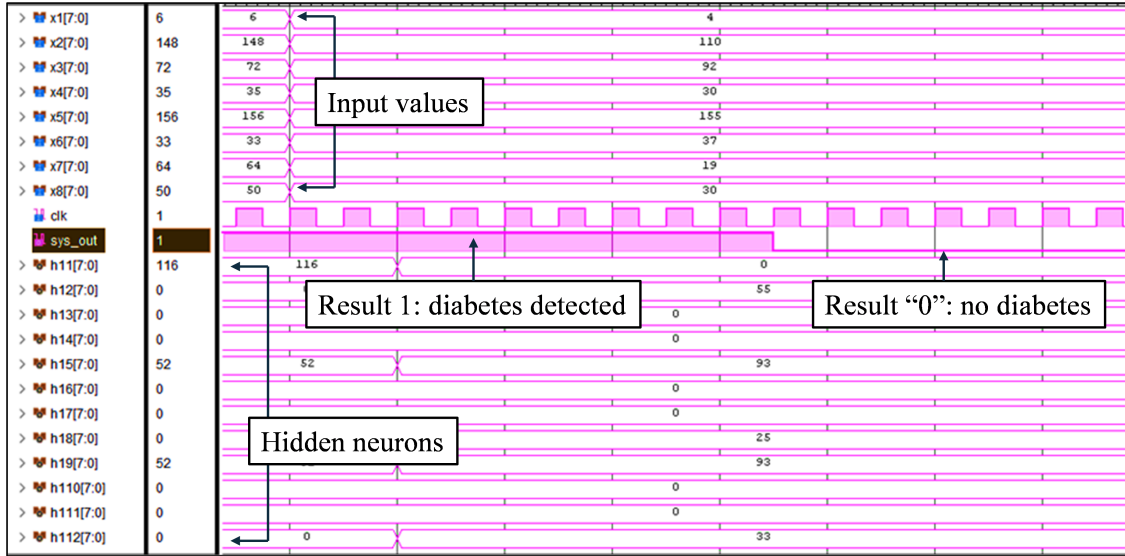 x1[7:0] 6 6 4
x2[7:0] 148 148 110
x3[7:0] 72 72 92
x4[7:0] 35 35 30
Input values
x5[7:0] 156 156 155
x6[7:0] 33 33 37
x7[7:0] 64 64 19
x8[7:0] 50 50 30
clk 1
sys_out 1
h11[7:0] 116 116 0
h12[7:0] 0 55
Result 1: diabetes detected
Result “0”: no diabetes
h13[7:0] 0 0
h14[7:0] 0 0
h15[7:0] 52 52 93
h16[7:0] 0 0
h17[7:0] 0 0
h18[7:0] 0 25
Hidden neurons
h19[7:0] 52 93
h110[7:0] 0 0
h111[7:0] 0 0
h112[7:0] 0 0 33